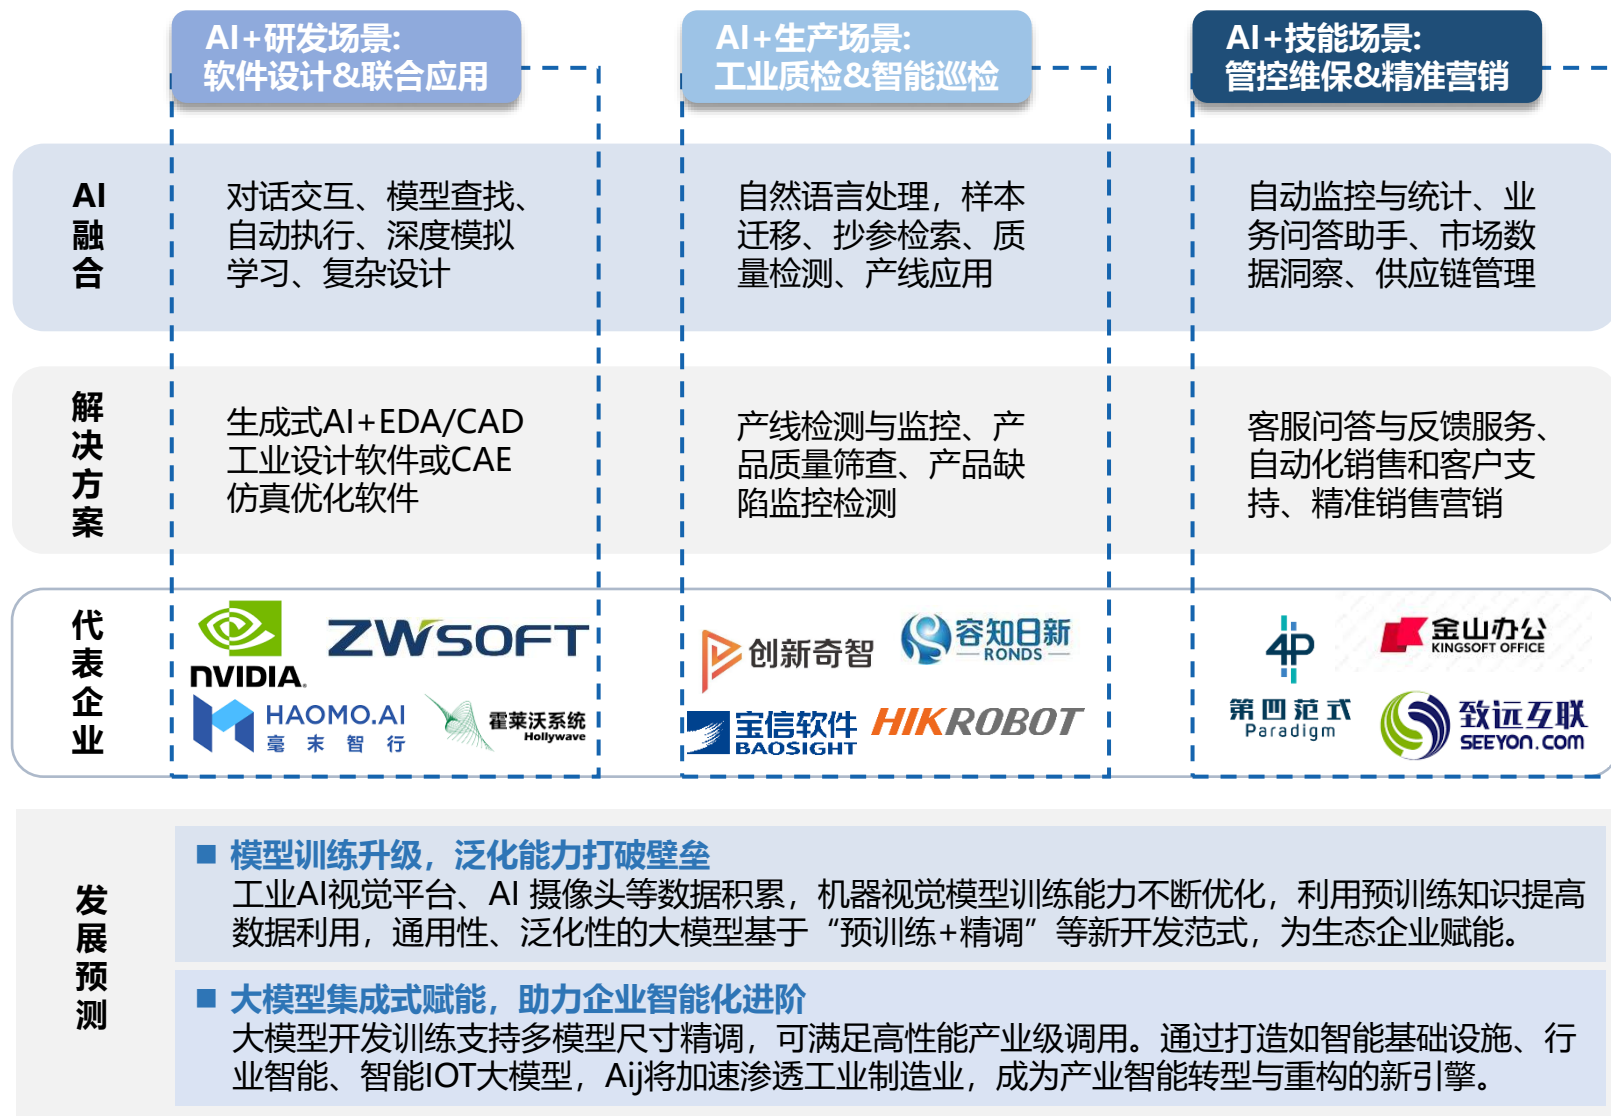 AI+研发场景:
软件设计&联合应用
AI+生产场景:
工业质检&智能巡检
AI+技能场景:
管控维保&精准营销
AI
融
合
对话交互、模型查找、
自动执行、深度模拟
学习、复杂设计
自然语言处理，样本
迁移、抄参检索、质
量检测、产线应用
自动监控与统计、业
务问答助手、市场数
据洞察、供应链管理
解
决
方
案
生成式AI+EDA/CAD
工业设计软件或CAE
仿真优化软件
产线检测与监控、产
品质量筛查、产品缺
陷监控检测
客服问答与反馈服务、
自动化销售和客户支
持、精准销售营销
代
表
企
业
NVIDIA.
ZWSOFT
HAOMO.AI
毫末智行
霍莱沃系统
Hollywave
创新奇智
容知日新
RONDS
宝信软件
BAOSIGHT
HIKROBOT
4P
第四范式
Paradigm
金山办公
KINGSOFT OFFICE
致远互联
SEEYON.COM
发
展
预
测
■ 模型训练升级，泛化能力打破壁垒
工业AI视觉平台、AI 摄像头等数据积累，机器视觉模型训练能力不断优化，利用预训练知识提高
数据利用，通用性、泛化性的大模型基于“预训练+精调”等新开发范式，为生态企业赋能。
■ 大模型集成式赋能，助力企业智能化进阶
大模型开发训练支持多模型尺寸精调，可满足高性能产业级调用。通过打造如智能基础设施、行
业智能、智能IOT大模型，Aij将加速渗透工业制造业，成为产业智能转型与重构的新引擎。